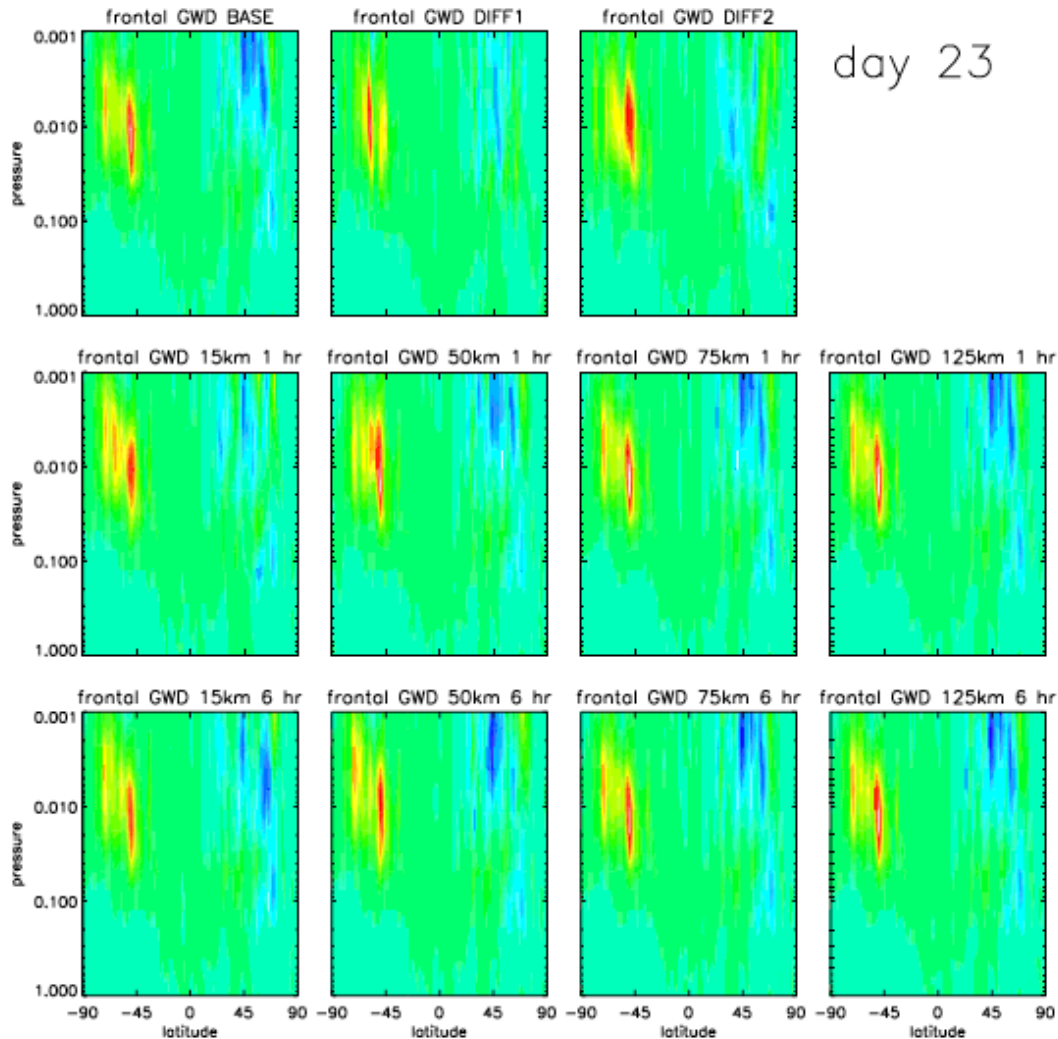 frontal GWD BASE
frontal GWD DIFF1
frontal GWD DIFF2
day 23
0.001
0.010
0.100
1.000
pressure
frontal GWD 15km 1 hr
frontal GWD 50km 1 hr
frontal GWD 75km 1 hr
frontal GWD 125km 1 hr
0.001
0.010
0.100
1.000
pressure
frontal GWD 15km 6 hr
frontal GWD 50km 6 hr
frontal GWD 75km 6 hr
frontal GWD 125km 6 hr
0.001
0.010
0.100
1.000
pressure
-90 -45 0 45 90
-90 -45 0 45 90
-90 -45 0 45 90
-90 -45 0 45 90
latitude
latitude
latitude
latitude